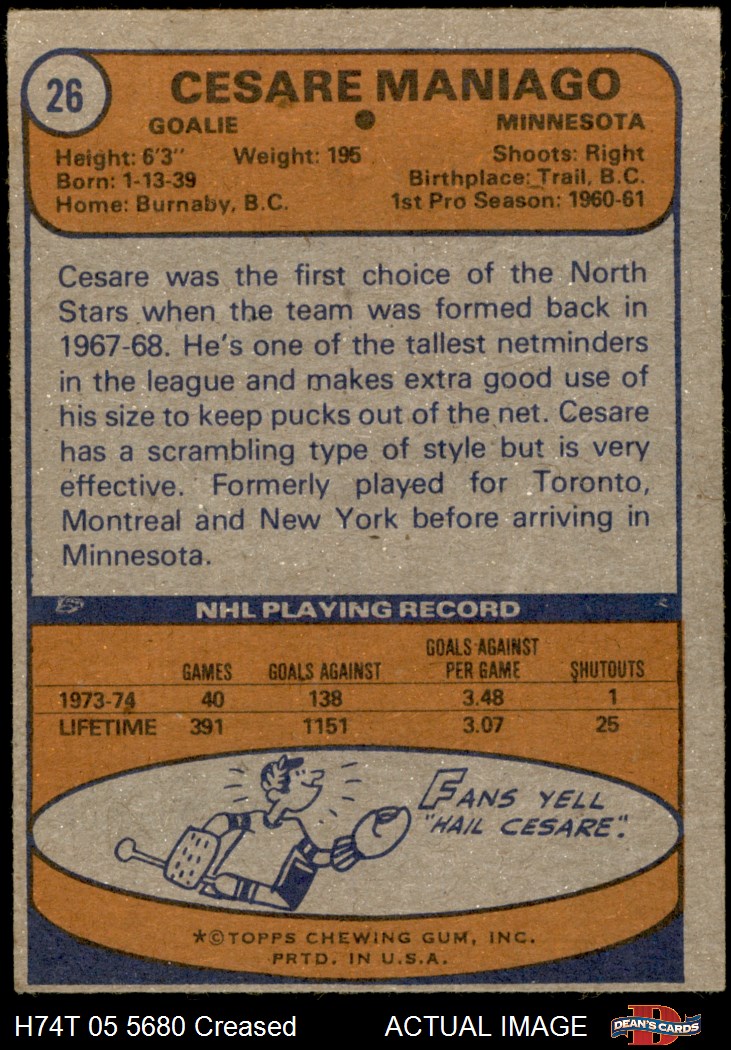 26
CESARE MANIAGO
GOALIE MINNESOTA
Height: 6'3" Weight: 195 Shoots: Right
Born: 1-13-39 Birthplace: Trail, B.C.
Home: Burnaby, B.C. 1st Pro Season: 1960-61
Cesare was the first choice of the North
Stars when the team was formed back in
1967-68. He's one of the tallest netminders
in the league and makes extra good use of
his size to keep pucks out of the net. Cesare
has a scrambling type of style but is very
effective. Formerly played for Toronto,
Montreal and New York before arriving in
Minnesota.
NHL PLAYING RECORD
GAMES GOALS AGAINST GOALS AGAINST PER GAME SHUTOUTS
1973-74 40 138 3.48 1
LIFETIME 391 1151 3.07 25
FANS YELL
"HAIL CESARE".
*©TOPPS CHEWING GUM, INC.
PRTD. IN U.S.A.
H74T 05 5680 Creased ACTUAL IMAGE DEAN'S CARDS